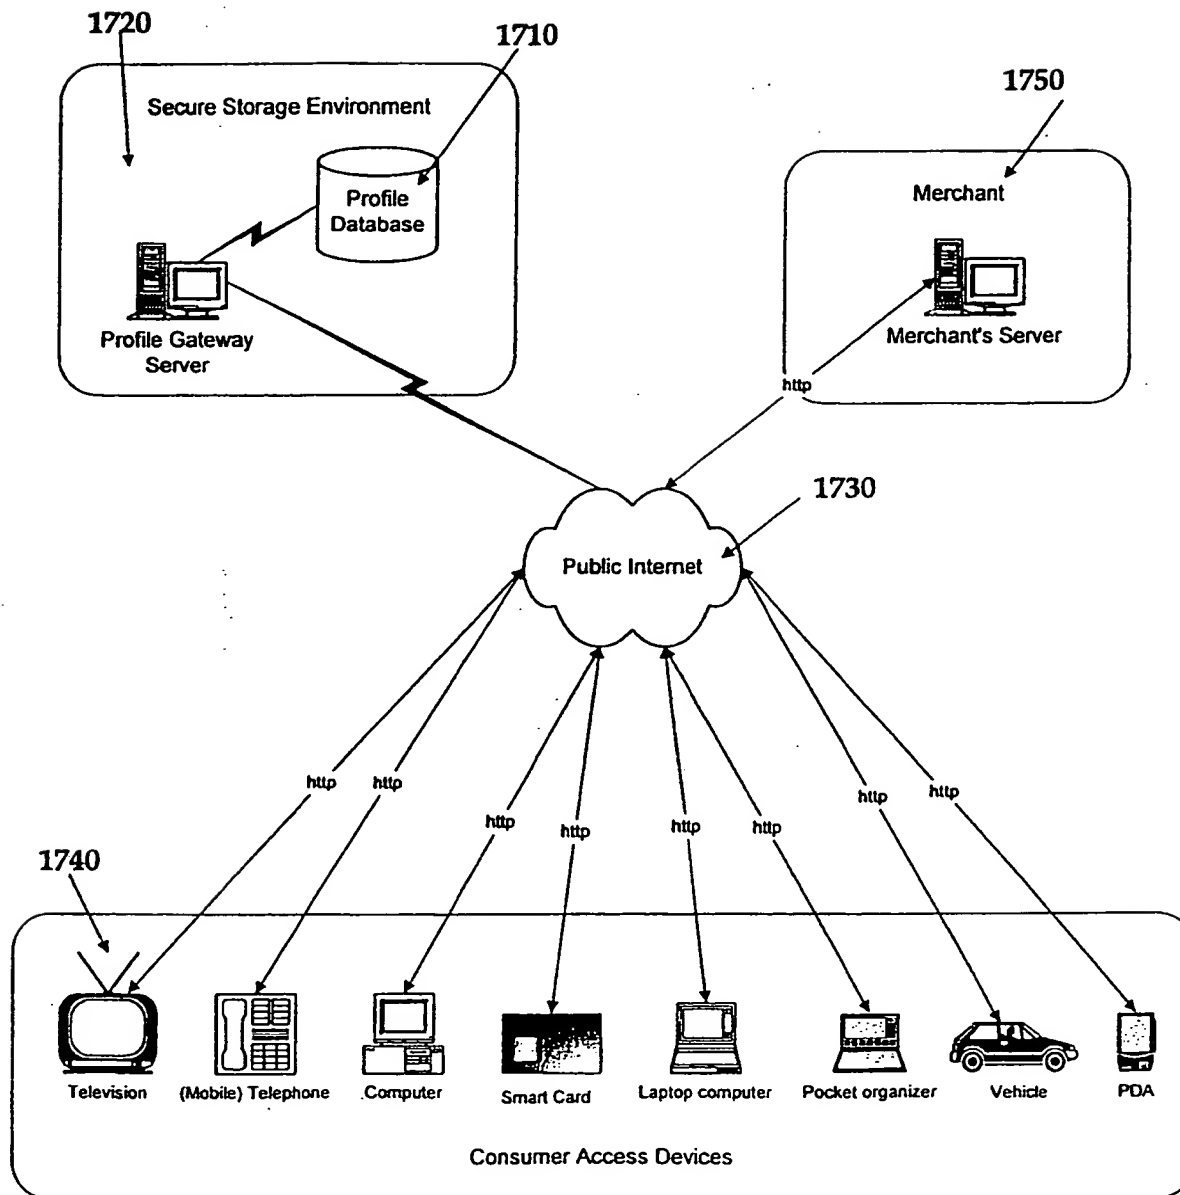 1720
1710
Secure Storage Environment
Profile
Database
Profile Gateway
Server
1750
Merchant
Merchant's Server
http
1730
Public Internet
http
http
http
http
http
http
http
http
1740
Television
(Mobile) Telephone
Computer
Smart Card
Laptop computer
Pocket organizer
Vehicle
PDA
Consumer Access Devices